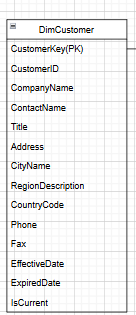 DimCustomer
CustomerKey(PK)
CustomerID
CompanyName
ContactName
Title
Address
CityName
RegionDescription
CountryCode
Phone
Fax
EffectiveDate
ExpiredDate
IsCurrent